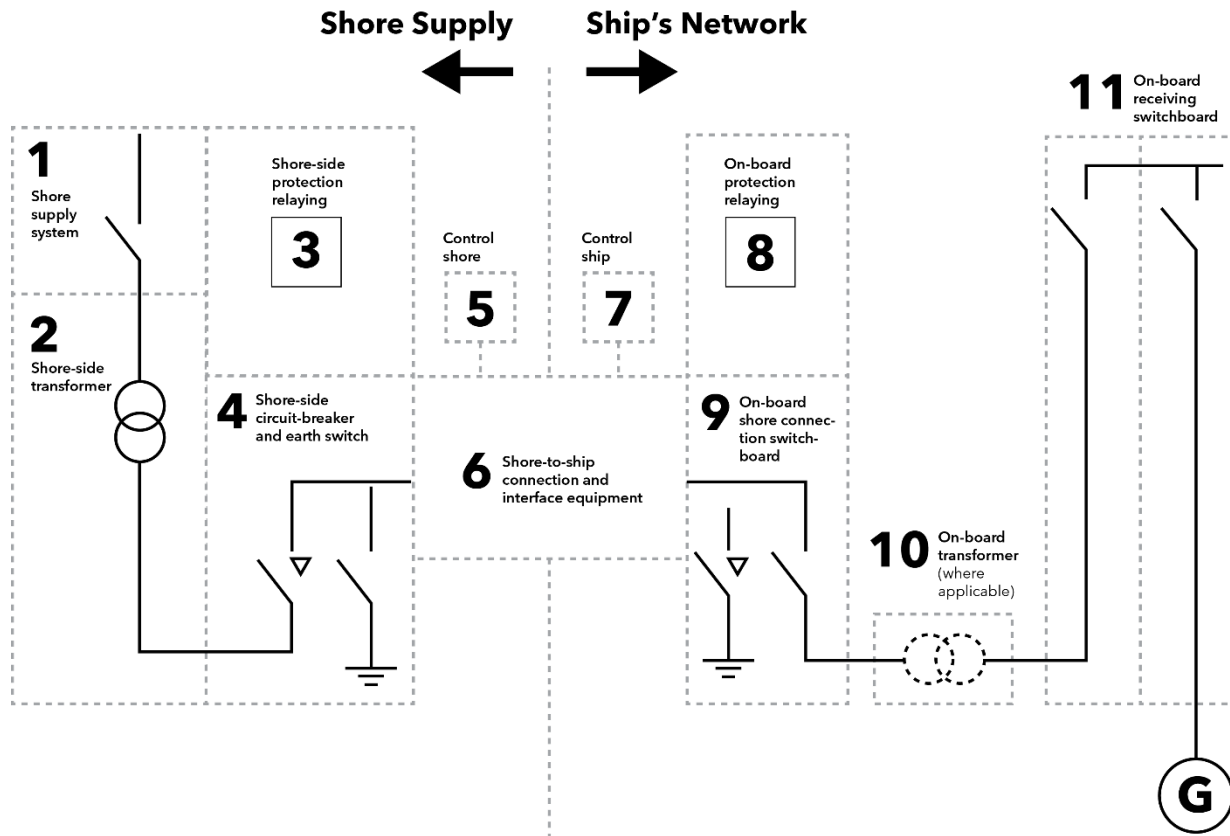 Shore Supply
Ship's Network
1
Shore
supply
system
2
Shore-side
transformer
Shore-side
protection
relaying
3
4
Shore-side
circuit-breaker
and earth switch
Control
shore
5
6
Shore-to-ship
connection and
interface equipment
Control
ship
7
On-board
protection
relaying
8
9
On-board
shore connec-
tion switch-
board
10
On-board
transformer
(where
applicable)
11
On-board
receiving
switchboard
G